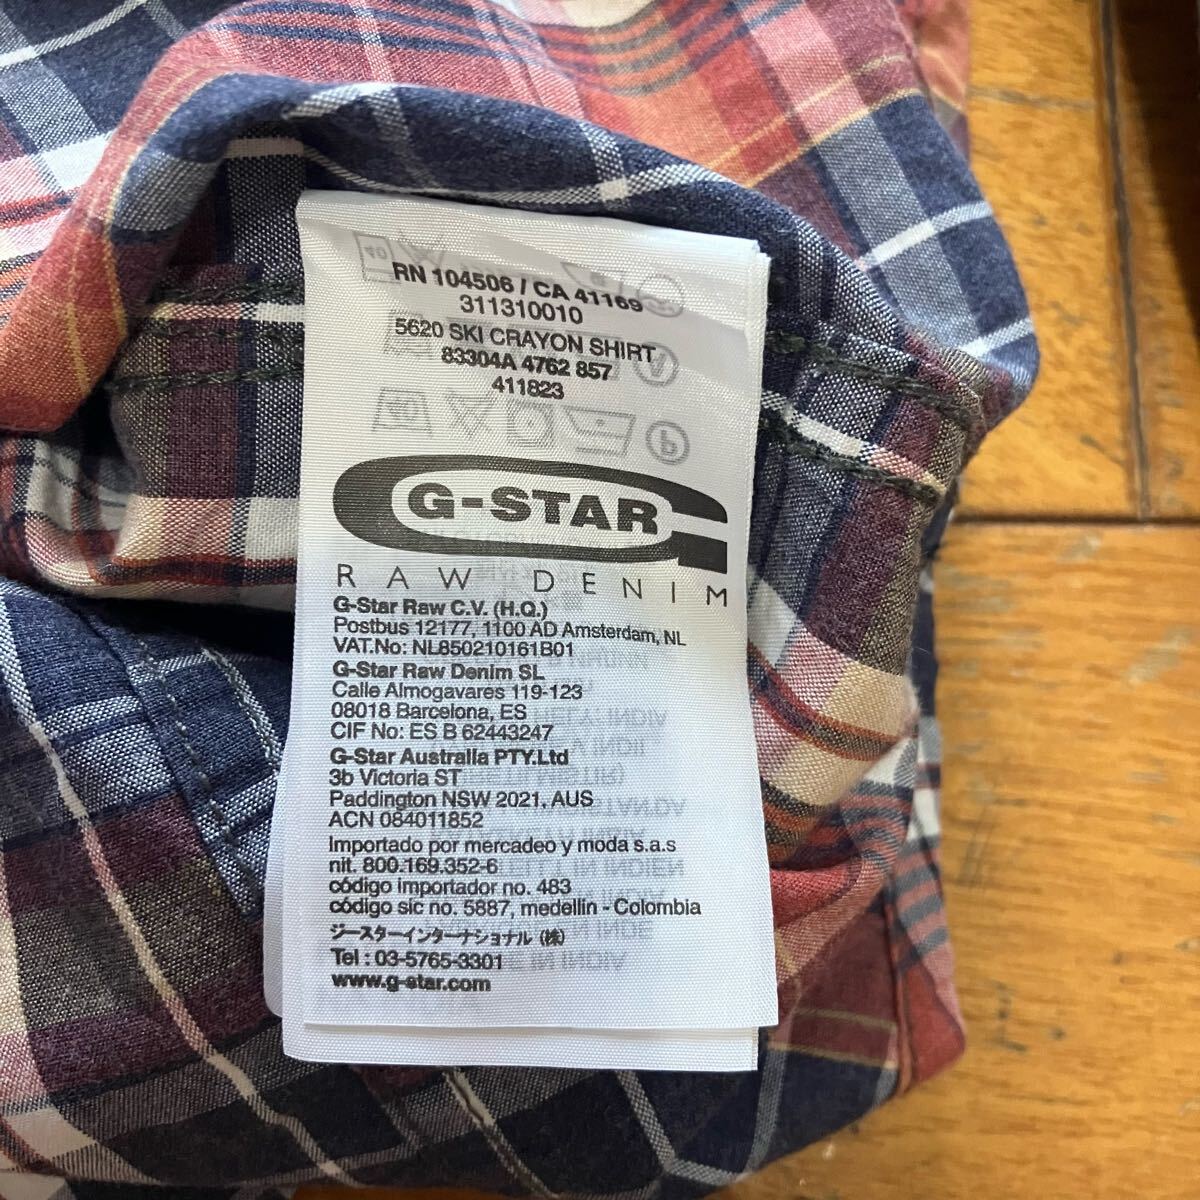 RN 104506 / CA 41169
311310010
5620 SKI CRAYON SHIRT
83304A 4762 857
411823
G-STAR
RAW DENIM
G-Star Raw C.V. (H.Q.)
Postbus 12177, 1100 AD Amsterdam, NL
VAT.No: NL850210161B01
G-Star Raw Denim SL
Calle Almogavares 119-123
08018 Barcelona, ES
CIF No: ES B 62443247
G-Star Australia PTY.Ltd
3b Victoria ST
Paddington NSW 2021, AUS
ACN 084011852
Importado por mercadeo y moda s.a.s
nit. 800.169.352-6
código importador no. 483
código sic no. 5887, medellin - Colombia
ジースターインターナショナル (株)
Tel : 03-5765-3301
www.g-star.com